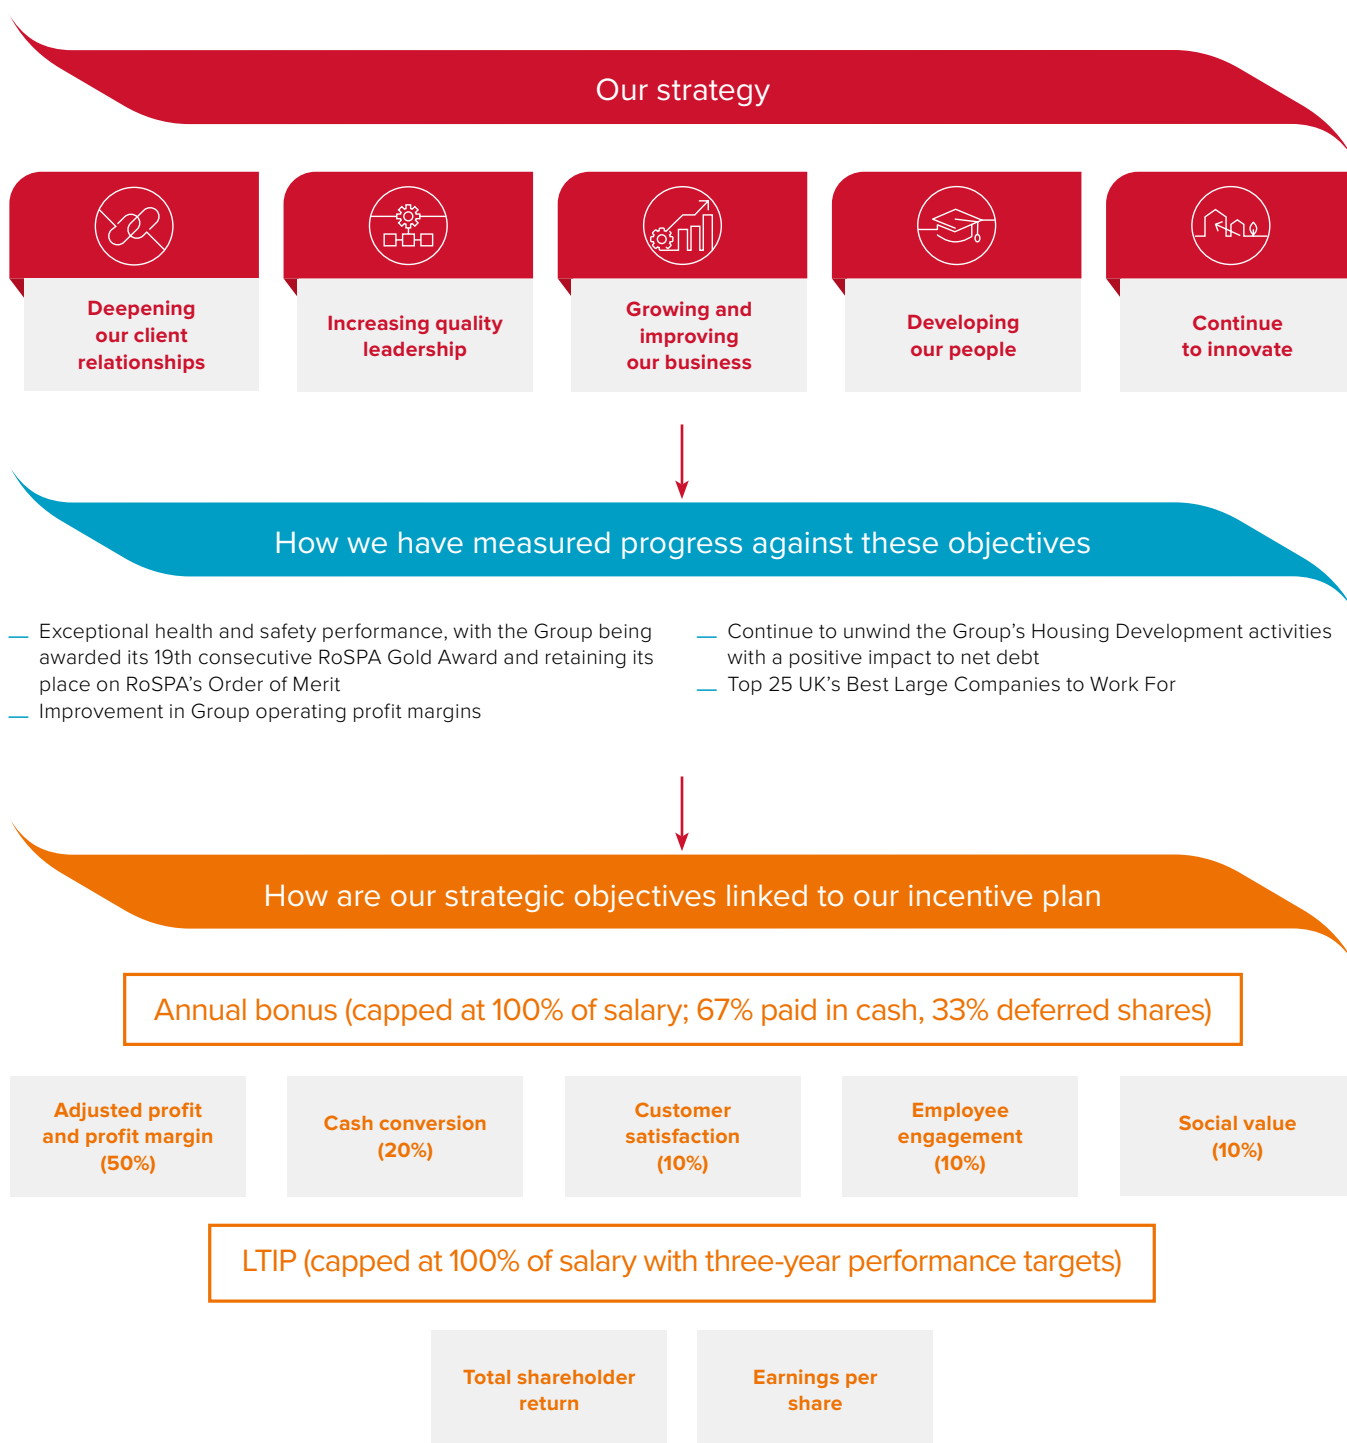 Our strategy
Deepening
our client
relationships
Increasing quality
leadership
Growing and
improving
our business
Developing
our people
Continue
to innovate
How we have measured progress against these objectives
Exceptional health and safety performance, with the Group being
awarded its 19th consecutive RoSPA Gold Award and retaining its
place on RoSPA's Order of Merit
Improvement in Group operating profit margins
Continue to unwind the Group's Housing Development activities
with a positive impact to net debt
Top 25 UK's Best Large Companies to Work For
How are our strategic objectives linked to our incentive plan
Annual bonus (capped at 100% of salary; 67% paid in cash, 33% deferred shares)
Adjusted profit
and profit margin
(50%)
Cash conversion
(20%)
Customer
satisfaction
(10%)
Employee
engagement
(10%)
Social value
(10%)
LTIP (capped at 100% of salary with three-year performance targets)
Total shareholder
return
Earnings per
share